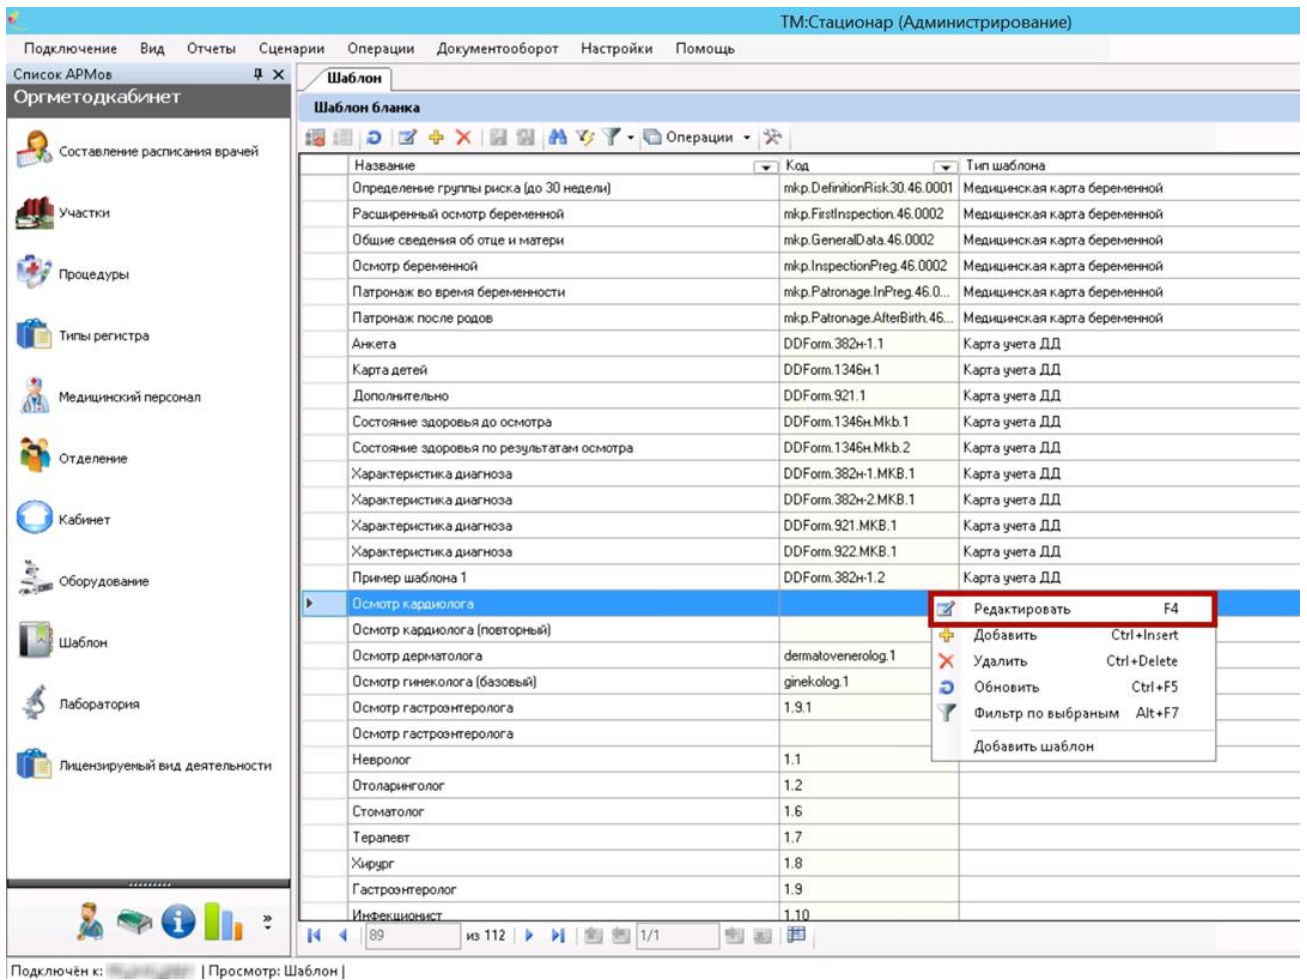 ТМ:Стационар (Администрирование)
Подключение Вид Отчеты Сценарии Операции Документооборот Настройки Помощь
Список АРМов
Оргметодкабинет
Составление расписания врачей
Участки
Процедуры
Типы регистра
Медицинский персонал
Отделение
Кабинет
Оборудование
Шаблон
Лаборатория
Лицензируемый вид деятельности
Шаблон
Шаблон бланка
Операции
Название Код Тип шаблона
Определение группы риска (до 30 недели) mkp.DefinitionRisk30.46.0001 Медицинская карта беременной
Расширенный осмотр беременной mkp.FirstInspection.46.0002 Медицинская карта беременной
Общие сведения об отце и матери mkp.GeneralData.46.0002 Медицинская карта беременной
Осмотр беременной mkp.InspectionPreg.46.0002 Медицинская карта беременной
Патронаж во время беременности mkp.Patronage.InPreg.46.0... Медицинская карта беременной
Патронаж после родов mkp.Patronage.AfterBirth.46... Медицинская карта беременной
Анкета DDForm.382н-1.1 Карта учета ДД
Карта детей DDForm.1346н.1 Карта учета ДД
Дополнительно DDForm.921.1 Карта учета ДД
Состояние здоровья до осмотра DDForm.1346н.Mkb.1 Карта учета ДД
Состояние здоровья по результатам осмотра DDForm.1346н.Mkb.2 Карта учета ДД
Характеристика диагноза DDForm.382н-1.MKB.1 Карта учета ДД
Характеристика диагноза DDForm.382н-2.MKB.1 Карта учета ДД
Характеристика диагноза DDForm.921.MKB.1 Карта учета ДД
Характеристика диагноза DDForm.922.MKB.1 Карта учета ДД
Пример шаблона 1 DDForm.382н-1.2 Карта учета ДД
Осмотр кардиолога
Осмотр кардиолога (повторный)
Осмотр дерматолога dermatovenerolog.1
Осмотр гинеколога (базовый) ginekolog.1
Осмотр гастроэнтеролога 1.9.1
Осмотр гастроэнтеролога
Невролог 1.1
Отоларинголог 1.2
Стоматолог 1.6
Терапевт 1.7
Хирург 1.8
Гастроэнтеролог 1.9
Инфекционист 1.10
Редактировать F4
Добавить Ctrl+Insert
Удалить Ctrl+Delete
Обновить Ctrl+F5
Фильтр по выбраным Alt+F7
Добавить шаблон
89 из 112 1/1
Подключён к: | Просмотр: Шаблон |